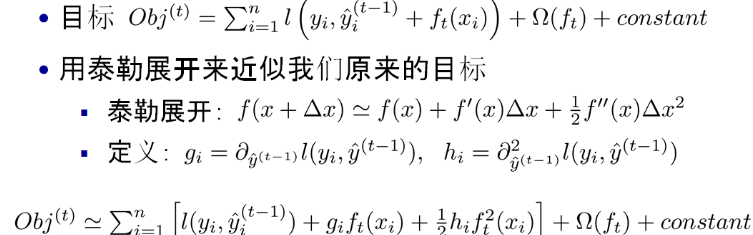 • 目标 Obj^{(t)} = \sum_{i=1}^{n} l\left(y_i, \hat{y}_i^{(t-1)} + f_t(x_i)\right) + \Omega(f_t) + constant
• 用泰勒展开来近似我们原来的目标
▪ 泰勒展开: f(x + \Delta x) \simeq f(x) + f'(x)\Delta x + \frac{1}{2} f''(x)\Delta x^2
▪ 定义: g_i = \partial_{\hat{y}^{(t-1)}} l(y_i, \hat{y}^{(t-1)}), h_i = \partial^2_{\hat{y}^{(t-1)}} l(y_i, \hat{y}^{(t-1)})
Obj^{(t)} \simeq \sum_{i=1}^{n} \left[ l(y_i, \hat{y}_i^{(t-1)}) + g_i f_t(x_i) + \frac{1}{2} h_i f_t^2(x_i) \right] + \Omega(f_t) + constant